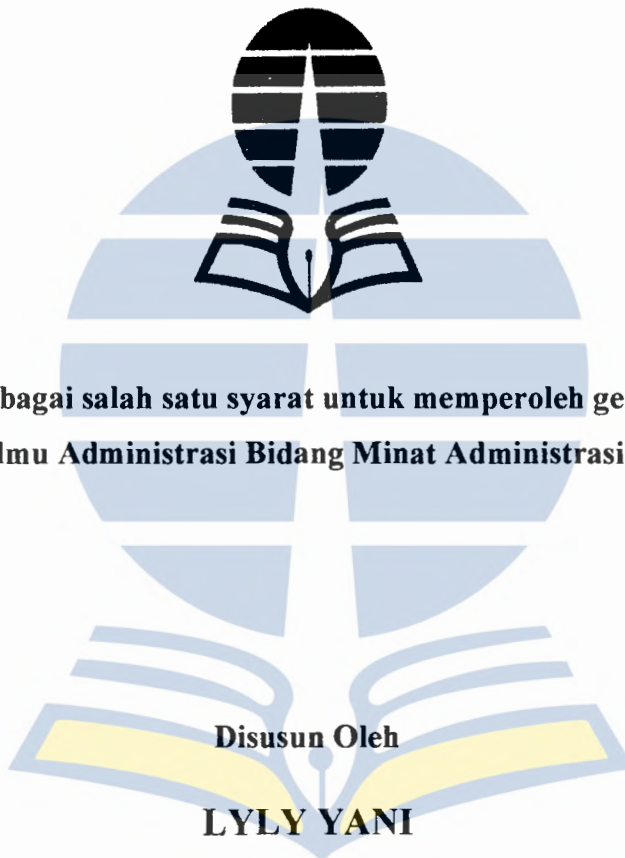 bagai salah satu syarat untuk memperoleh ge
lmu Administrasi Bidang Minat Administrasi
Disusun Oleh
LYLY YANI